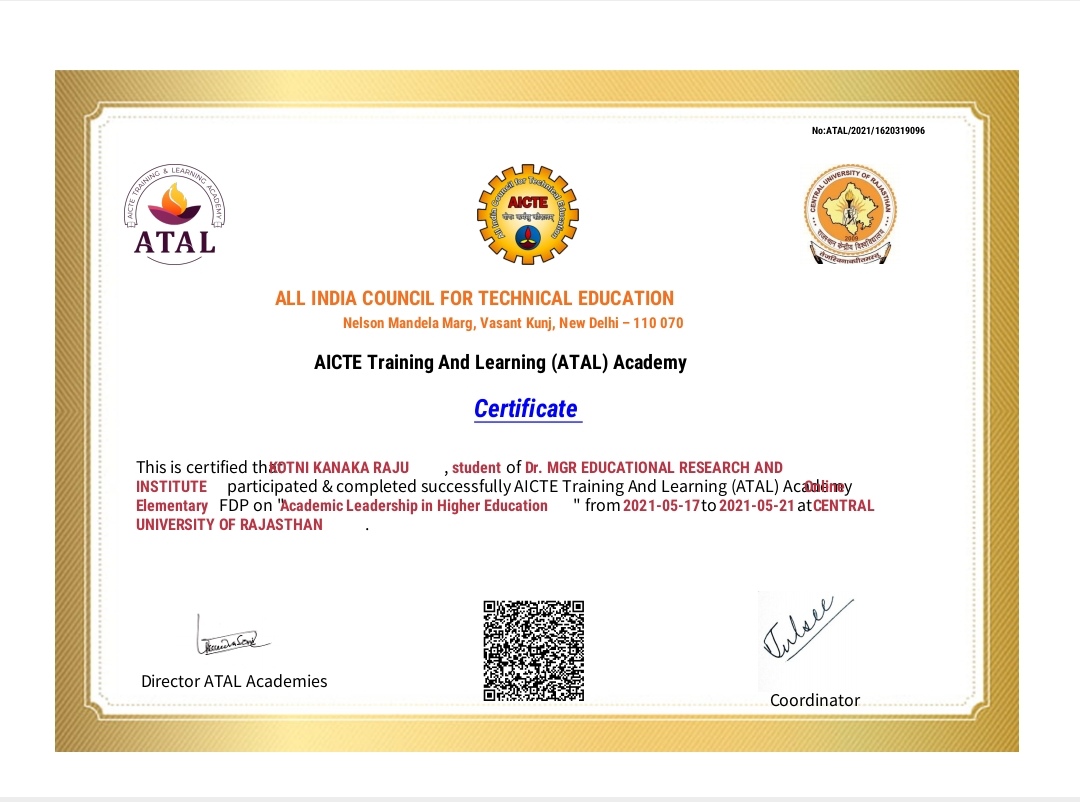 No:ATAL/2021/1620319096
AICTE TRAINING & LEARNING ACADEMY
ATAL
All India Council for Technical Education
AICTE
CENTRAL UNIVERSITY OF RAJASTHAN
2009
राजस्थान केन्द्रीय विश्वविद्यालय
ALL INDIA COUNCIL FOR TECHNICAL EDUCATION
Nelson Mandela Marg, Vasant Kunj, New Delhi – 110 070
AICTE Training And Learning (ATAL) Academy
Certificate
This is certified that KOTNI KANAKA RAJU , student of Dr. MGR EDUCATIONAL RESEARCH AND
INSTITUTE participated & completed successfully AICTE Training And Learning (ATAL) Academy Online
Elementary FDP on "Academic Leadership in Higher Education " from 2021-05-17 to 2021-05-21 at CENTRAL
UNIVERSITY OF RAJASTHAN .
Director ATAL Academies
Coordinator